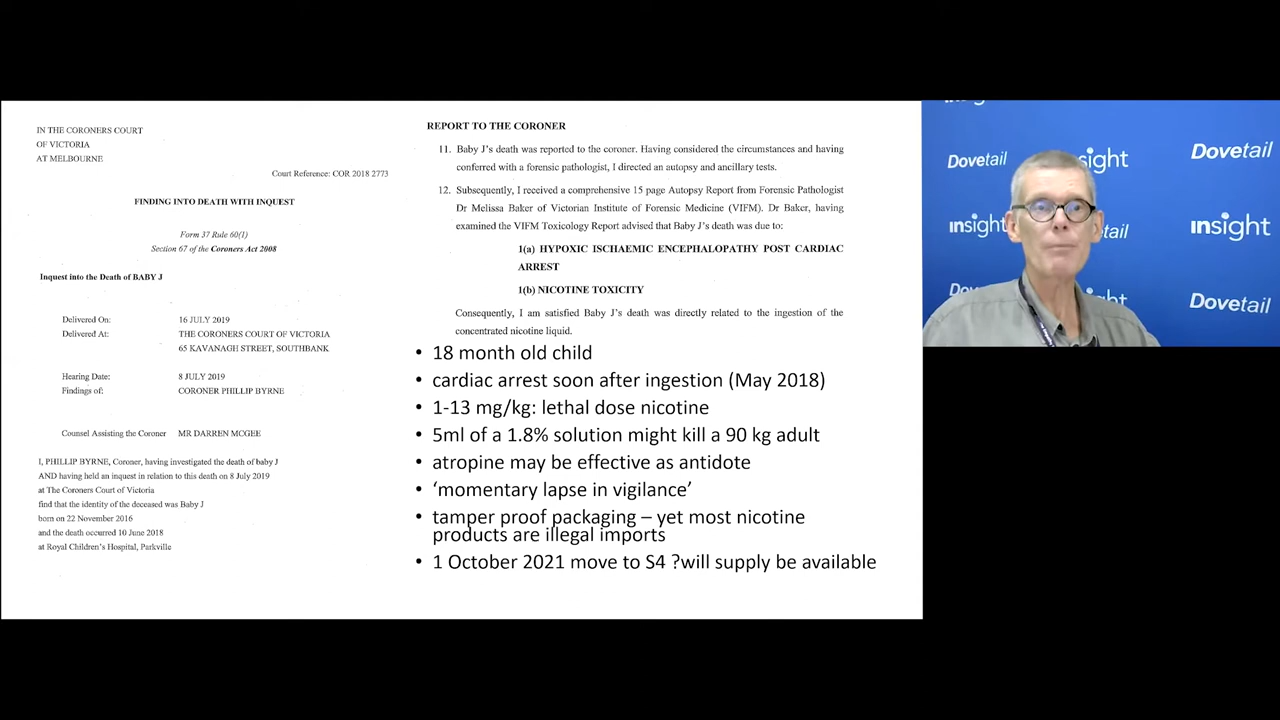 IN THE CORONERS COURT
OF VICTORIA
AT MELBOURNE
Court Reference: COR 2018 2773
FINDING INTO DEATH WITH INQUEST
Form 37 Rule 60(1)
Section 67 of the Coroners Act 2008
Inquest into the Death of BABY J
Delivered On: 16 JULY 2019
Delivered At: THE CORONERS COURT OF VICTORIA
65 KAVANAGH STREET, SOUTHBANK
Hearing Date: 8 JULY 2019
Findings of: CORONER PHILLIP BYRNE
Counsel Assisting the Coroner MR DARREN MCGEE
I, PHILLIP BYRNE, Coroner, having investigated the death of baby J
AND having held an inquest in relation to this death on 8 July 2019
at The Coroners Court of Victoria
find that the identity of the deceased was Baby J
born on 22 November 2016
and the death occurred 10 June 2018
at Royal Children's Hospital, Parkville
REPORT TO THE CORONER
11. Baby J's death was reported to the coroner. Having considered the circumstances and having
conferred with a forensic pathologist, I directed an autopsy and ancillary tests.
12. Subsequently, I received a comprehensive 15 page Autopsy Report from Forensic Pathologist
Dr Melissa Baker of Victorian Institute of Forensic Medicine (VIFM). Dr Baker, having
examined the VIFM Toxicology Report advised that Baby J's death was due to:
1(a) HYPOXIC ISCHAEMIC ENCEPHALOPATHY POST CARDIAC
ARREST
1(b) NICOTINE TOXICITY
Consequently, I am satisfied Baby J's death was directly related to the ingestion of the
concentrated nicotine liquid.
• 18 month old child
• cardiac arrest soon after ingestion (May 2018)
• 1-13 mg/kg: lethal dose nicotine
• 5ml of a 1.8% solution might kill a 90 kg adult
• atropine may be effective as antidote
• ‘momentary lapse in vigilance’
• tamper proof packaging – yet most nicotine
products are illegal imports
• 1 October 2021 move to S4 ?will supply be available
Dovetail
Dovetail
insight
insight
Dovetail